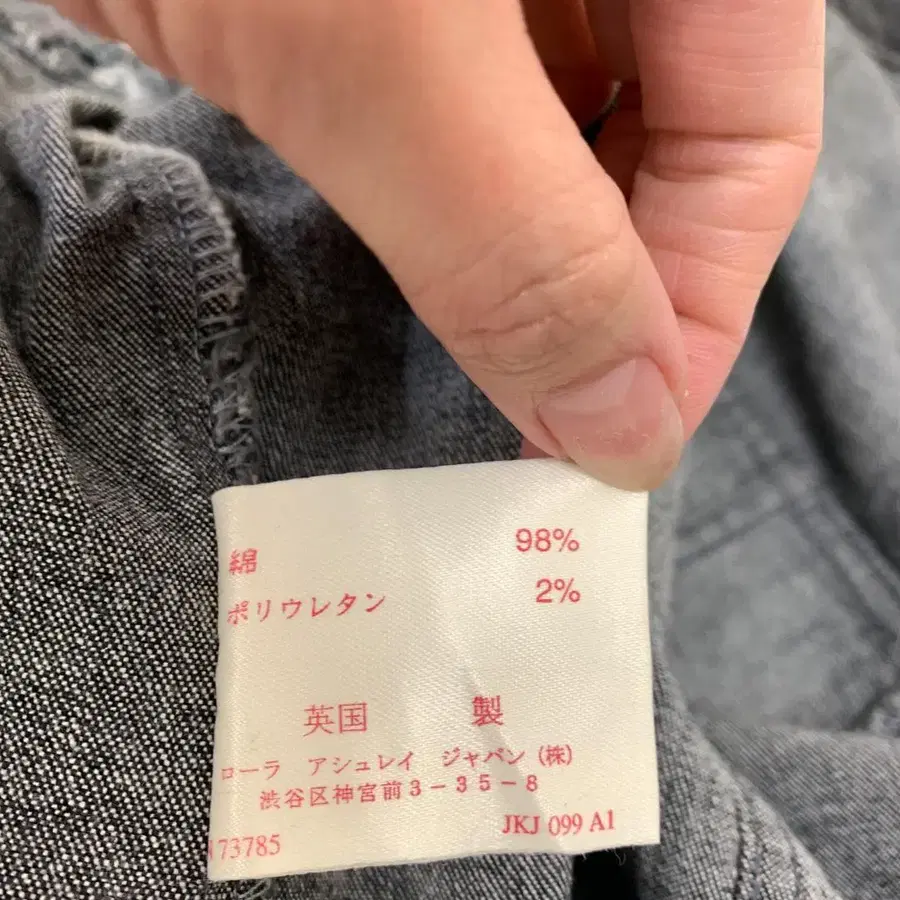 綿 98%
ポリウレタン 2%
英国 製
ローラ アシュレイ ジャパン(株)
渋谷区神宮前3-35-8
73785 JKJ 099 A1